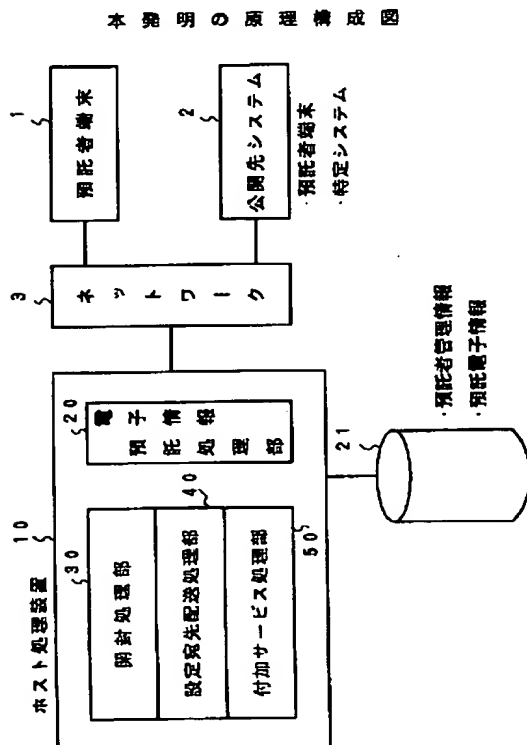 本発明の原理構成図
1
預託者端末
2
公開先システム
・預託者端末
・特定システム
3
ネットワーク
10
ホスト処理装置
20
電子情報
預託処理部
30
開封処理部
40
設定宛先配送処理部
50
付加サービス処理部
21
・預託者管理情報
・預託電子情報